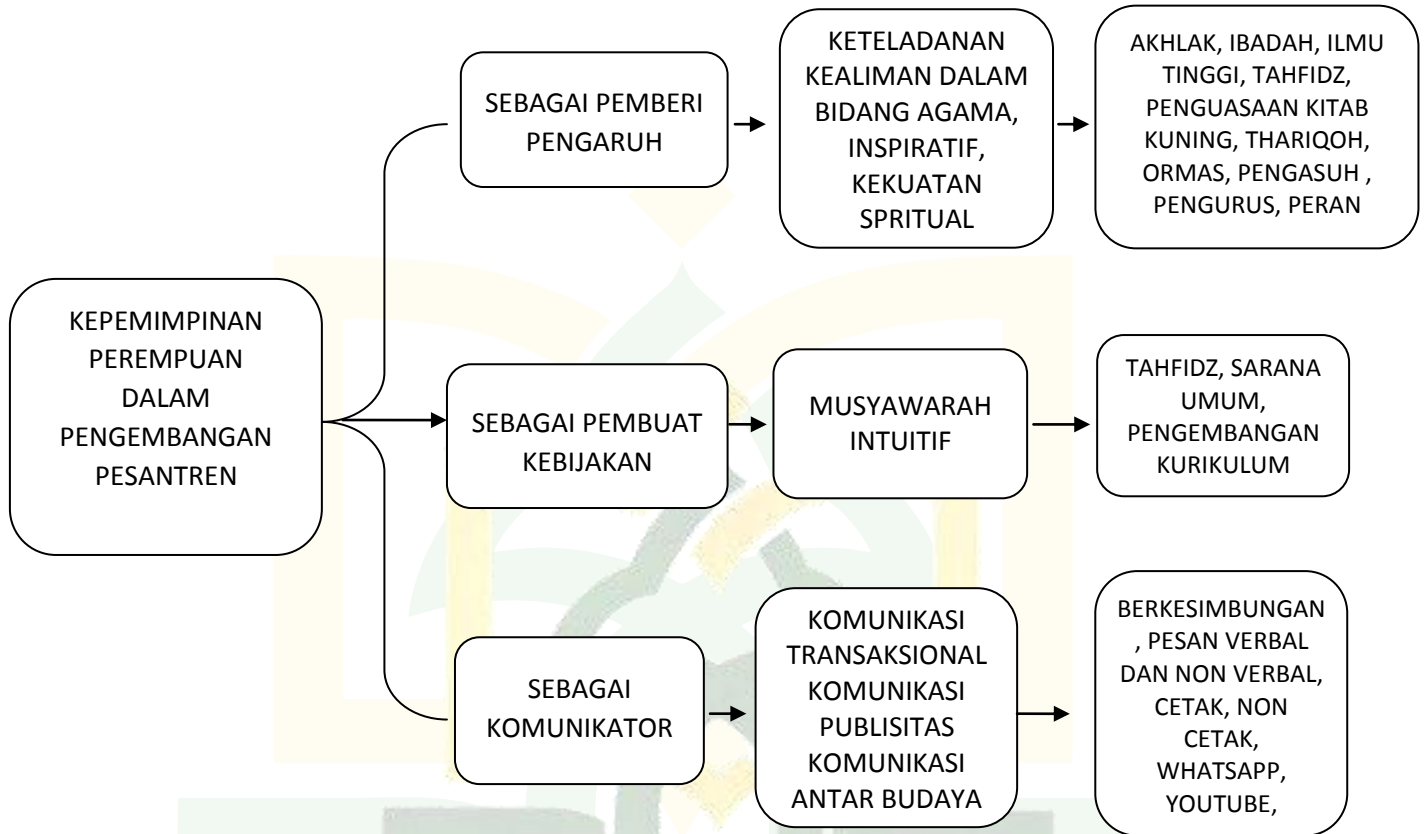 KEPEMIMPINAN
PEREMPUAN
DALAM
PENGEMBANGAN
PESANTREN
SEBAGAI PEMBERI
PENGARUH
KETELADANAN
KEALIMAN DALAM
BIDANG AGAMA,
INSPIRATIF,
KEKUATAN
SPRITUAL
AKHLAK, IBADAH, ILMU
TINGGI, TAHFIDZ,
PENGUASAAN KITAB
KUNING, THARIQOH,
ORMAS, PENGASUH ,
PENGURUS, PERAN
SEBAGAI PEMBUAT
KEBIJAKAN
MUSYAWARAH
INTUITIF
TAHFIDZ, SARANA
UMUM,
PENGEMBANGAN
KURIKULUM
SEBAGAI
KOMUNIKATOR
KOMUNIKASI
TRANSAKSIONAL
KOMUNIKASI
PUBLISITAS
KOMUNIKASI
ANTAR BUDAYA
BERKESIMBUNGAN
, PESAN VERBAL
DAN NON VERBAL,
CETAK, NON
CETAK,
WHATSAPP,
YOUTUBE,